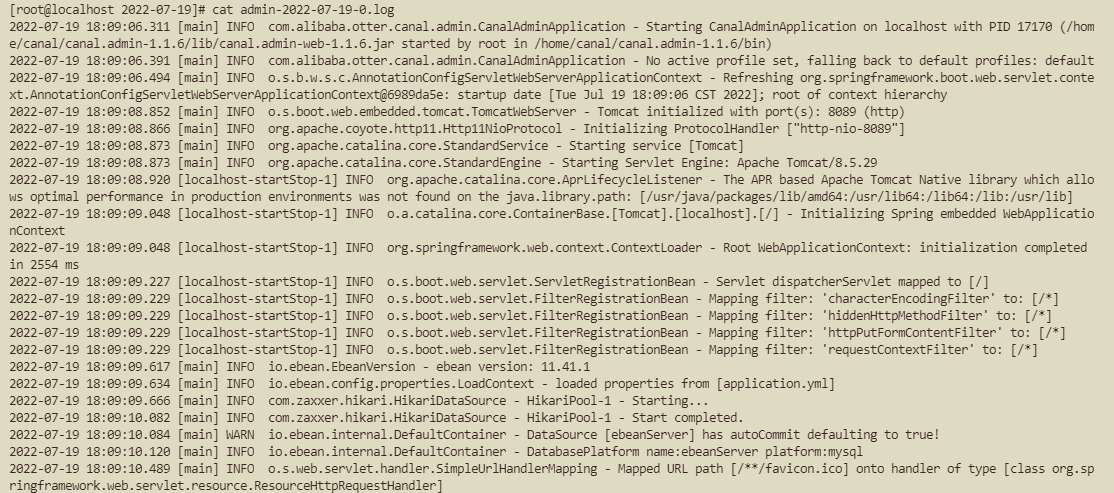 [root@localhost 2022-07-19]# cat admin-2022-07-19-0.log
2022-07-19 18:09:06.311 [main] INFO  com.alibaba.otter.canal.admin.CanalAdminApplication - Starting CanalAdminApplication on localhost with PID 17170 (/hom
e/canal/canal.admin-1.1.6/lib/canal.admin-web-1.1.6.jar started by root in /home/canal/canal.admin-1.1.6/bin)
2022-07-19 18:09:06.391 [main] INFO  com.alibaba.otter.canal.admin.CanalAdminApplication - No active profile set, falling back to default profiles: default
2022-07-19 18:09:06.494 [main] INFO  o.s.b.w.s.c.AnnotationConfigServletWebServerApplicationContext - Refreshing org.springframework.boot.web.servlet.conte
xt.AnnotationConfigServletWebServerApplicationContext@6989da5e: startup date [Tue Jul 19 18:09:06 CST 2022]; root of context hierarchy
2022-07-19 18:09:08.852 [main] INFO  o.s.boot.web.embedded.tomcat.TomcatWebServer - Tomcat initialized with port(s): 8089 (http)
2022-07-19 18:09:08.866 [main] INFO  org.apache.coyote.http11.Http11NioProtocol - Initializing ProtocolHandler ["http-nio-8089"]
2022-07-19 18:09:08.873 [main] INFO  org.apache.catalina.core.StandardService - Starting service [Tomcat]
2022-07-19 18:09:08.873 [main] INFO  org.apache.catalina.core.StandardEngine - Starting Servlet Engine: Apache Tomcat/8.5.29
2022-07-19 18:09:08.920 [localhost-startStop-1] INFO  org.apache.catalina.core.AprLifecycleListener - The APR based Apache Tomcat Native library which allo
ws optimal performance in production environments was not found on the java.library.path: [/usr/java/packages/lib/amd64:/usr/lib64:/lib64:/lib:/usr/lib]
2022-07-19 18:09:09.048 [localhost-startStop-1] INFO  o.a.catalina.core.ContainerBase.[Tomcat].[localhost].[/] - Initializing Spring embedded WebApplicatio
nContext
2022-07-19 18:09:09.048 [localhost-startStop-1] INFO  org.springframework.web.context.ContextLoader - Root WebApplicationContext: initialization completed
in 2554 ms
2022-07-19 18:09:09.227 [localhost-startStop-1] INFO  o.s.boot.web.servlet.ServletRegistrationBean - Servlet dispatcherServlet mapped to [/]
2022-07-19 18:09:09.229 [localhost-startStop-1] INFO  o.s.boot.web.servlet.FilterRegistrationBean - Mapping filter: 'characterEncodingFilter' to: [/*]
2022-07-19 18:09:09.229 [localhost-startStop-1] INFO  o.s.boot.web.servlet.FilterRegistrationBean - Mapping filter: 'hiddenHttpMethodFilter' to: [/*]
2022-07-19 18:09:09.229 [localhost-startStop-1] INFO  o.s.boot.web.servlet.FilterRegistrationBean - Mapping filter: 'httpPutFormContentFilter' to: [/*]
2022-07-19 18:09:09.229 [localhost-startStop-1] INFO  o.s.boot.web.servlet.FilterRegistrationBean - Mapping filter: 'requestContextFilter' to: [/*]
2022-07-19 18:09:09.617 [main] INFO  io.ebean.EbeanVersion - ebean version: 11.41.1
2022-07-19 18:09:09.634 [main] INFO  io.ebean.config.properties.LoadContext - loaded properties from [application.yml]
2022-07-19 18:09:09.666 [main] INFO  com.zaxxer.hikari.HikariDataSource - HikariPool-1 - Starting...
2022-07-19 18:09:10.082 [main] INFO  com.zaxxer.hikari.HikariDataSource - HikariPool-1 - Start completed.
2022-07-19 18:09:10.084 [main] WARN  io.ebean.internal.DefaultContainer - DataSource [ebeanServer] has autoCommit defaulting to true!
2022-07-19 18:09:10.120 [main] INFO  io.ebean.internal.DefaultContainer - DatabasePlatform name:ebeanServer platform:mysql
2022-07-19 18:09:10.489 [main] INFO  o.s.web.servlet.handler.SimpleUrlHandlerMapping - Mapped URL path [/**/favicon.ico] onto handler of type [class org.sp
ringframework.web.servlet.resource.ResourceHttpRequestHandler]